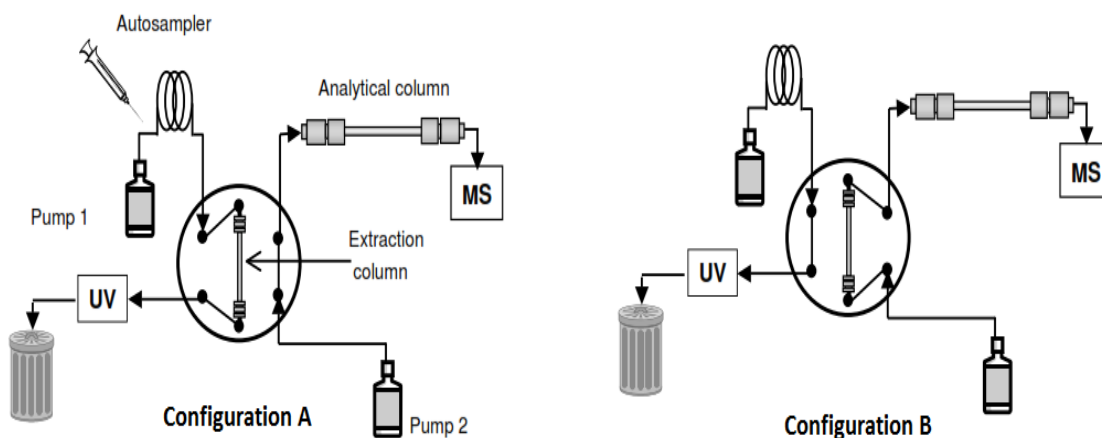 Autosampler
Analytical column
MS
Pump 1
Extraction
column
UV
Configuration A
Pump 2
MS
UV
Configuration B